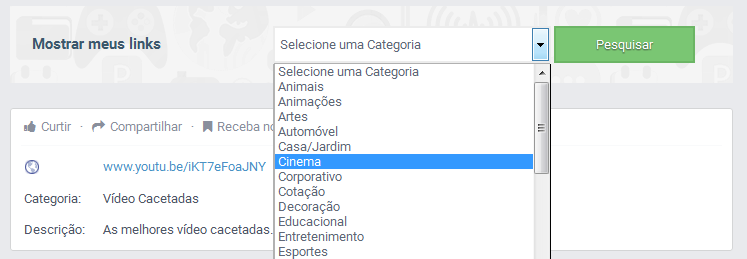 Mostrar meus links
Selecione uma Categoria
Pesquisar
Selecione uma Categoria
Animais
Animações
Artes
Automóvel
Casa/Jardim
Cinema
Corporativo
Cotação
Decoração
Educacional
Entretenimento
Esportes
Curtir · Compartilhar · Receba no
www.youtu.be/iKT7eFoaJNY
Categoria: Vídeo Cacetadas
Descrição: As melhores vídeo cacetadas.